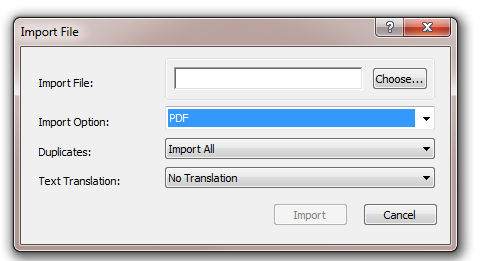 Import File
Import File:
Choose...
Import Option:
PDF
Duplicates:
Import All
Text Translation:
No Translation
Import
Cancel